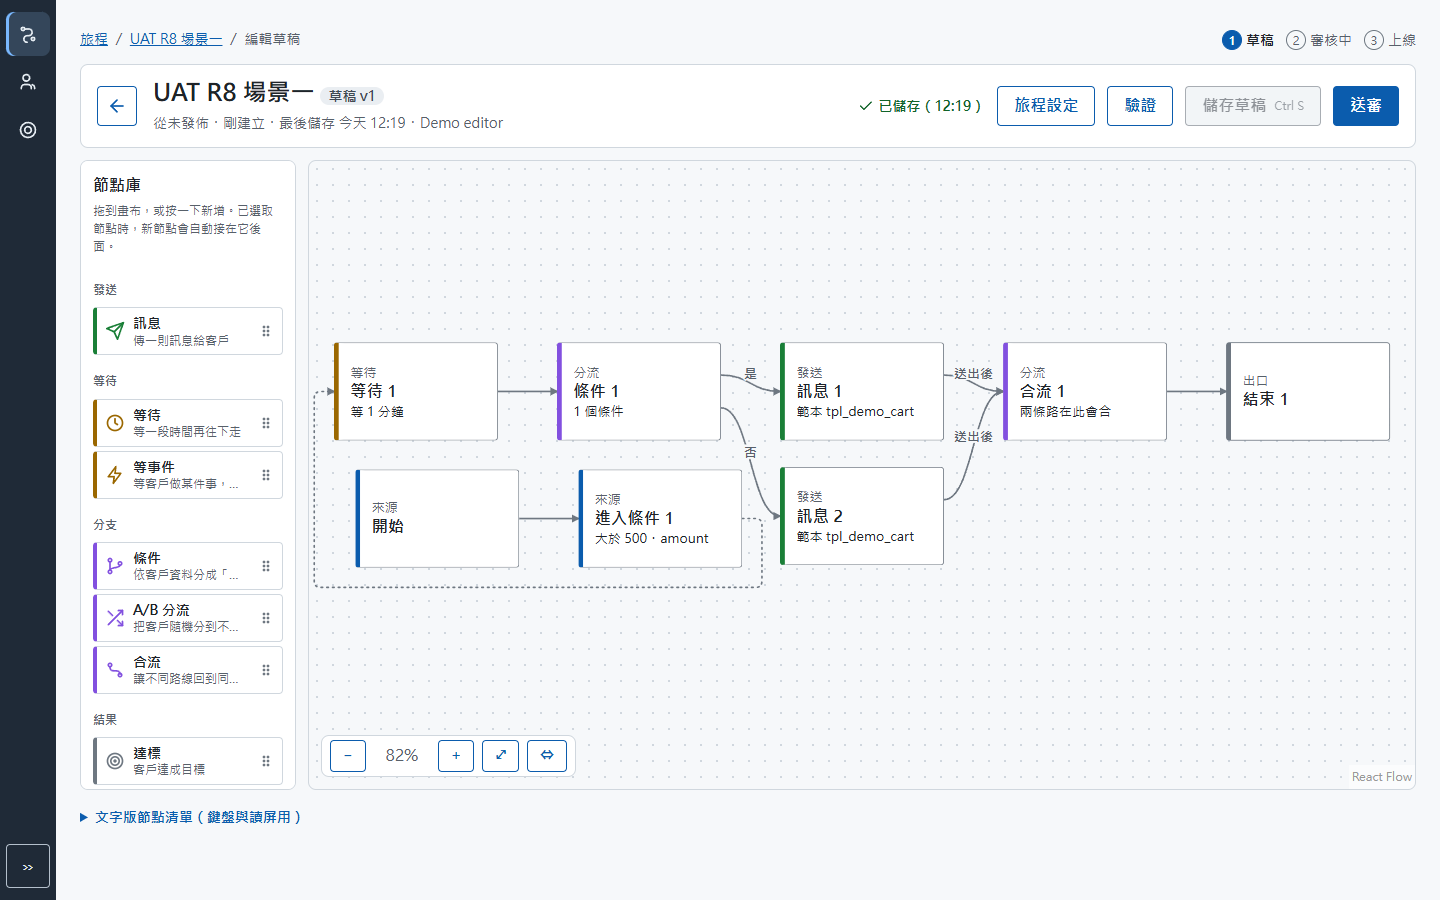 旅程 / UAT R8 場景一 / 編輯草稿
1 草稿 2 審核中 3 上線
UAT R8 場景一 草稿 v1
從未發佈・剛建立・最後儲存 今天 12:19・Demo editor
已儲存（12:19）
旅程設定
驗證
儲存草稿 Ctrl S
送審
節點庫
拖到畫布，或按一下新增。已選取
節點時，新節點會自動接在它後
面。
發送
訊息
傳一則訊息給客戶
等待
等待
等一段時間再往下走
等事件
等客戶做某件事，...
分支
條件
依客戶資料分成「...
A/B 分流
把客戶隨機分到不...
合流
讓不同路線回到同...
結果
達標
客戶達成目標
等待
等待 1
等 1 分鐘
分流
條件 1
1 個條件
是
否
發送
訊息 1
範本 tpl_demo_cart
送出後
分流
合流 1
兩條路在此會合
出口
結束 1
來源
開始
來源
進入條件 1
大於 500・amount
發送
訊息 2
範本 tpl_demo_cart
送出後
− 82% +
React Flow
文字版節點清單（鍵盤與讀屏用）
»